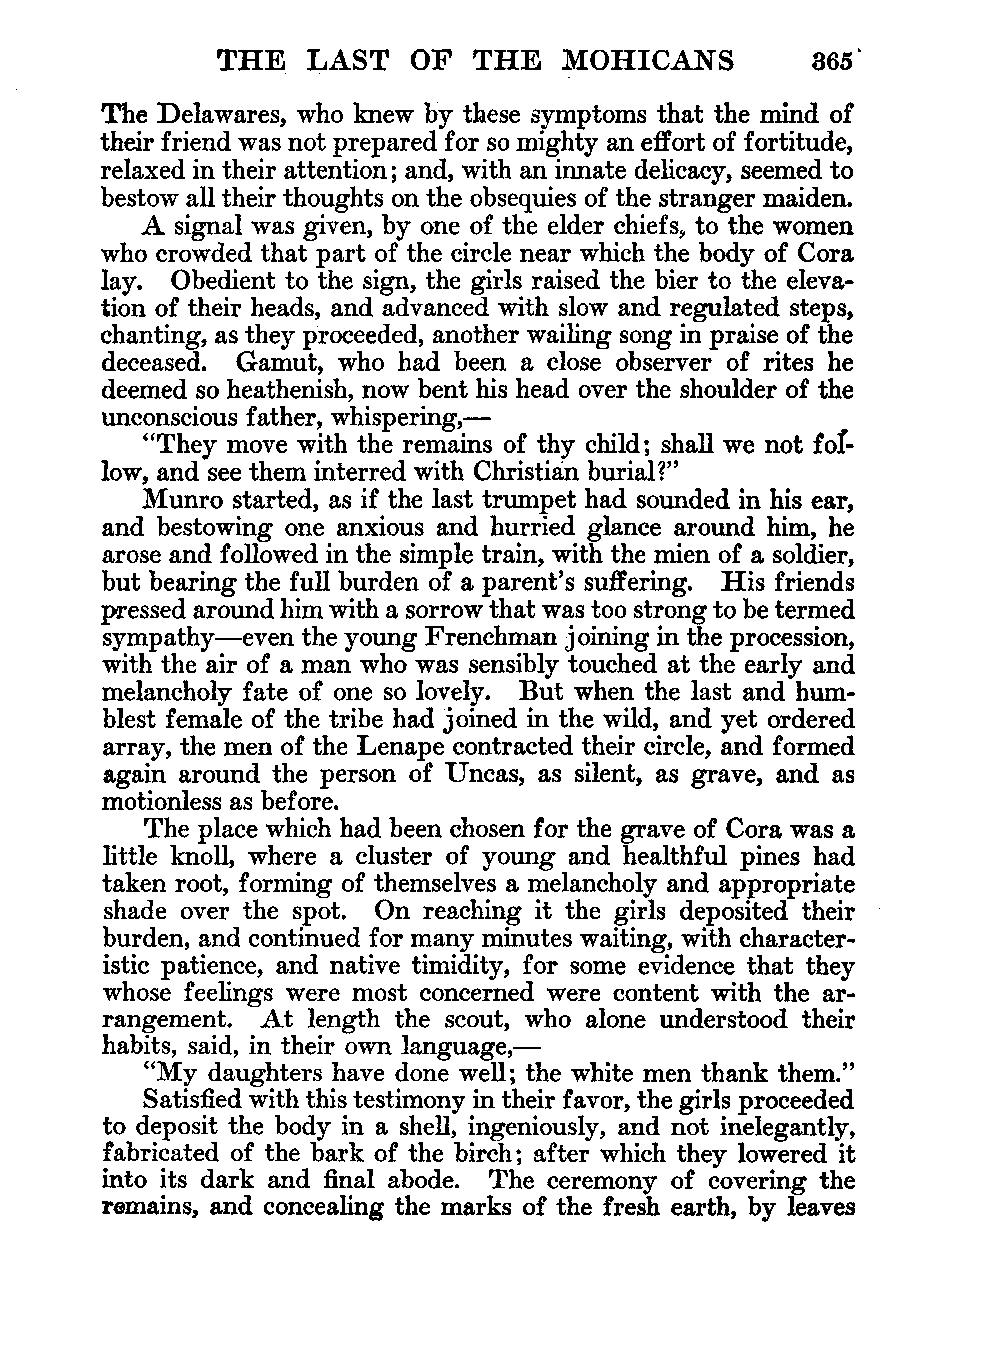 THE LAST OF THE MOHICANS 365
The Delawares, who knew by these symptoms that the mind of
their friend was not prepared for so mighty an effort of fortitude,
relaxed in their attention; and, with an innate delicacy, seemed to
bestow all their thoughts on the obsequies of the stranger maiden.
A signal was given, by one of the elder chiefs, to the women
who crowded that part of the circle near which the body of Cora
lay. Obedient to the sign, the girls raised the bier to the eleva-
tion of their heads, and advanced with slow and regulated steps,
chanting, as they proceeded, another wailing song in praise of the
deceased. Gamut, who had been a close observer of rites he
deemed so heathenish, now bent his head over the shoulder of the
unconscious father, whispering,—
“They move with the remains of thy child; shall we not fol-
low, and see them interred with Christian burial?”
Munro started, as if the last trumpet had sounded in his ear,
and bestowing one anxious and hurried glance around him, he
arose and followed in the simple train, with the mien of a soldier,
but bearing the full burden of a parent's suffering. His friends
pressed around him with a sorrow that was too strong to be termed
sympathy—even the young Frenchman joining in the procession,
with the air of a man who was sensibly touched at the early and
melancholy fate of one so lovely. But when the last and hum-
blest female of the tribe had joined in the wild, and yet ordered
array, the men of the Lenape contracted their circle, and formed
again around the person of Uncas, as silent, as grave, and as
motionless as before.
The place which had been chosen for the grave of Cora was a
little knoll, where a cluster of young and healthful pines had
taken root, forming of themselves a melancholy and appropriate
shade over the spot. On reaching it the girls deposited their
burden, and continued for many minutes waiting, with character-
istic patience, and native timidity, for some evidence that they
whose feelings were most concerned were content with the ar-
rangement. At length the scout, who alone understood their
habits, said, in their own language,—
“My daughters have done well; the white men thank them.”
Satisfied with this testimony in their favor, the girls proceeded
to deposit the body in a shell, ingeniously, and not inelegantly,
fabricated of the bark of the birch; after which they lowered it
into its dark and final abode. The ceremony of covering the
remains, and concealing the marks of the fresh earth, by leaves